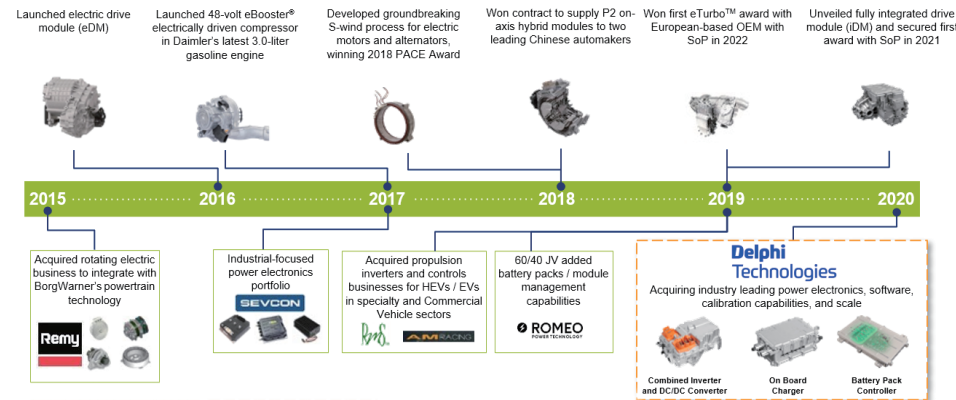 Launched electric drive
module (eDM)
Launched 48-volt eBooster®
electrically driven compressor
in Daimler's latest 3.0-liter
gasoline engine
Developed groundbreaking
S-wind process for electric
motors and alternators,
winning 2018 PACE Award
Won contract to supply P2 on-
axis hybrid modules to two
leading Chinese automakers
Won first eTurbo™ award with
European-based OEM with
SoP in 2022
Unveiled fully integrated drive
module (iDM) and secured first
award with SoP in 2021
2015
2016
2017
2018
2019
2020
Acquired rotating electric
business to integrate with
BorgWarner's powertrain
technology
Remy
Industrial-focused
power electronics
portfolio
SEVCON
Acquired propulsion
inverters and controls
businesses for HEVs / EVs
in specialty and Commercial
Vehicle sectors
RMS
AM RACING
60/40 JV added
battery packs / module
management
capabilities
ROMEO
POWER TECHNOLOGY
Delphi
Technologies
Acquiring industry leading power electronics, software,
calibration capabilities, and scale
Combined Inverter
and DC/DC Converter
On Board
Charger
Battery Pack
Controller